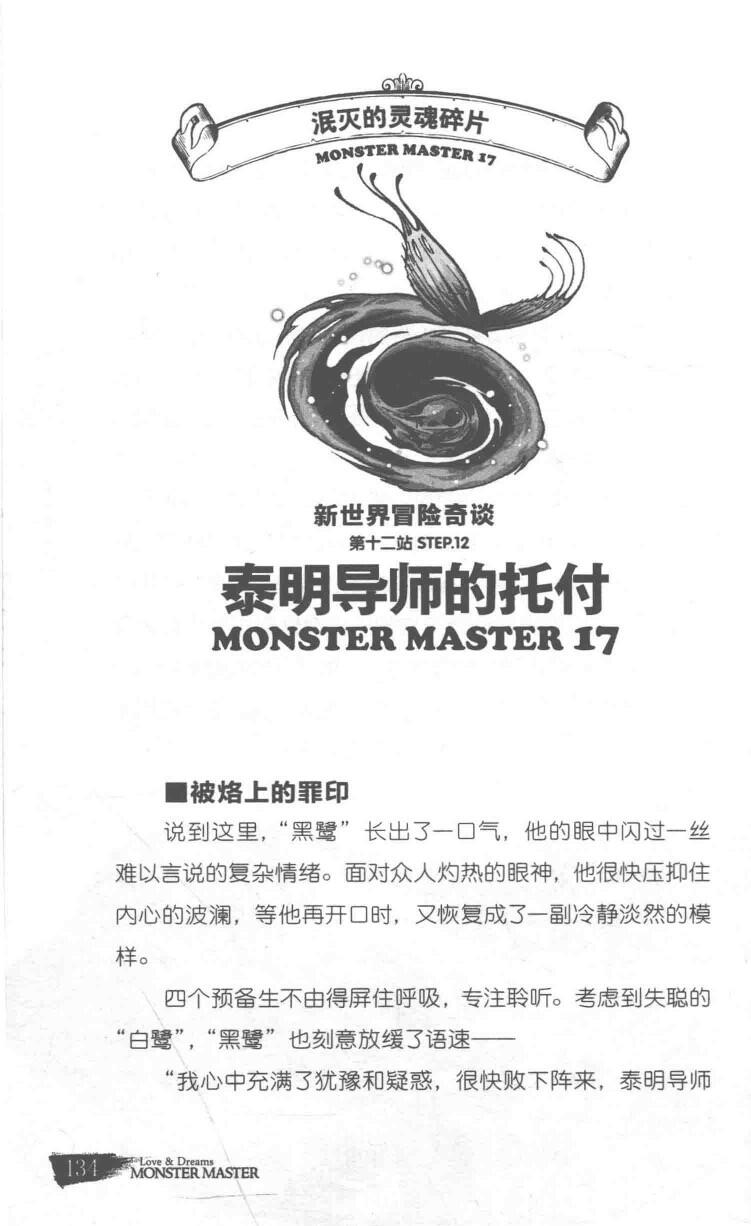 泯灭的灵魂碎片
MONSTER MASTER 17
新世界冒险奇谈
第十二站 STEP.12
泰明导师的托付
MONSTER MASTER 17
■被烙上的罪印
说到这里，“黑鹭”长出了一口气，他的眼中闪过一丝
难以言说的复杂情绪。面对众人灼热的眼神，他很快压抑住
内心的波澜，等他再开口时，又恢复成了一副冷静淡然的模
样。
四个预备生不由得屏住呼吸，专注聆听。考虑到失聪的
“白鹭”，“黑鹭”也刻意放缓了语速——
“我心中充满了犹豫和疑惑，很快败下阵来，泰明导师
134
Love & Dreams
MONSTER MASTER